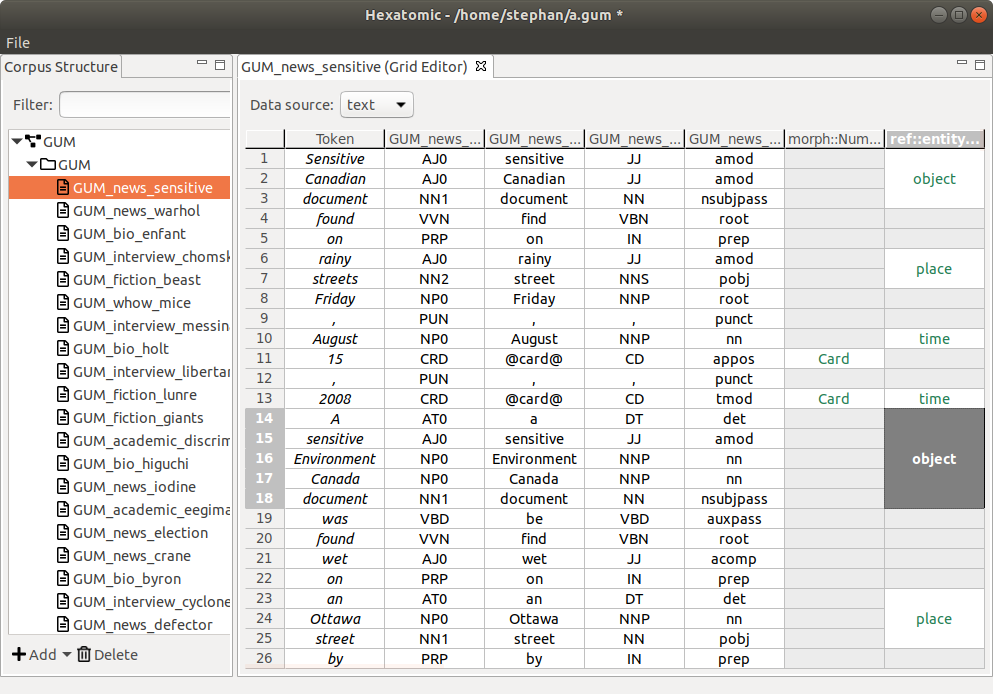 Hexatomic - /home/stephan/a.gum *
File
Corpus Structure
Filter:
GUM
GUM
GUM_news_sensitive
GUM_news_warhol
GUM_bio_enfant
GUM_interview_chomsk
GUM_fiction_beast
GUM_whow_mice
GUM_interview_messin
GUM_bio_holt
GUM_interview_libertar
GUM_fiction_lunre
GUM_fiction_giants
GUM_academic_discrim
GUM_bio_higuchi
GUM_news_iodine
GUM_academic_eegima
GUM_news_election
GUM_news_crane
GUM_bio_byron
GUM_interview_cyclone
GUM_news_defector
Add Delete
GUM_news_sensitive (Grid Editor)
Data source: text
Token GUM_news_... GUM_news_... GUM_news_... GUM_news_... morph::Num... ref::entity...
1 Sensitive AJ0 sensitive JJ amod
2 Canadian AJ0 Canadian JJ amod object
3 document NN1 document NN nsubjpass
4 found VVN find VBN root
5 on PRP on IN prep
6 rainy AJ0 rainy JJ amod place
7 streets NN2 street NNS pobj
8 Friday NP0 Friday NNP root
9 , PUN , , punct
10 August NP0 August NNP nn time
11 15 CRD @card@ CD appos Card
12 , PUN , , punct
13 2008 CRD @card@ CD tmod Card time
14 A AT0 a DT det
15 sensitive AJ0 sensitive JJ amod
16 Environment NP0 Environment NNP nn object
17 Canada NP0 Canada NNP nn
18 document NN1 document NN nsubjpass
19 was VBD be VBD auxpass
20 found VVN find VBN root
21 wet AJ0 wet JJ acomp
22 on PRP on IN prep
23 an AT0 an DT det
24 Ottawa NP0 Ottawa NNP nn place
25 street NN1 street NN pobj
26 by PRP by IN prep